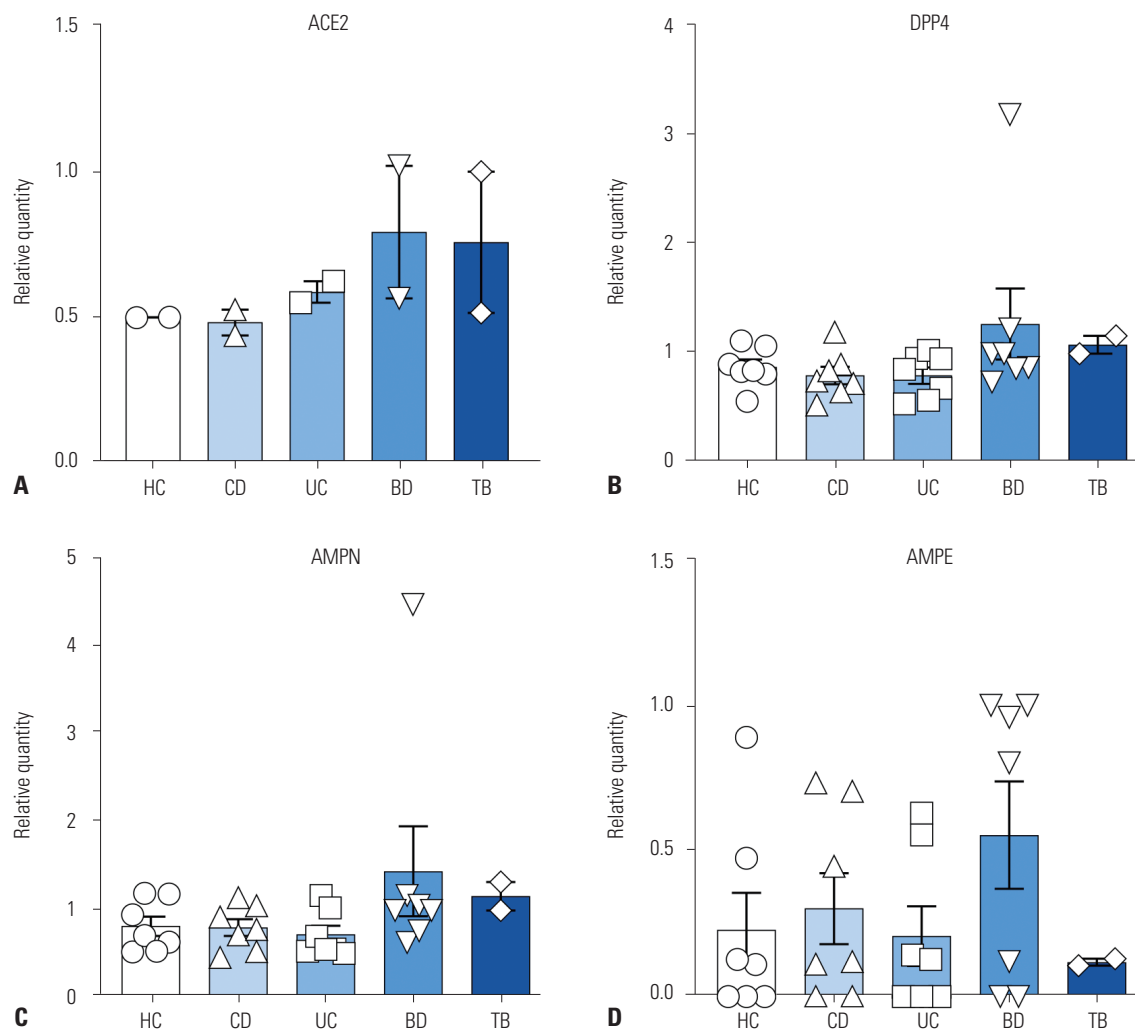 ACE2
1.5
1.0
0.5
0.0
Relative quantity
HC CD UC BD TB
A
DPP4
4
3
2
1
0
Relative quantity
HC CD UC BD TB
B
AMPN
5
4
3
2
1
0
Relative quantity
HC CD UC BD TB
C
AMPE
1.5
1.0
0.5
0.0
Relative quantity
HC CD UC BD TB
D